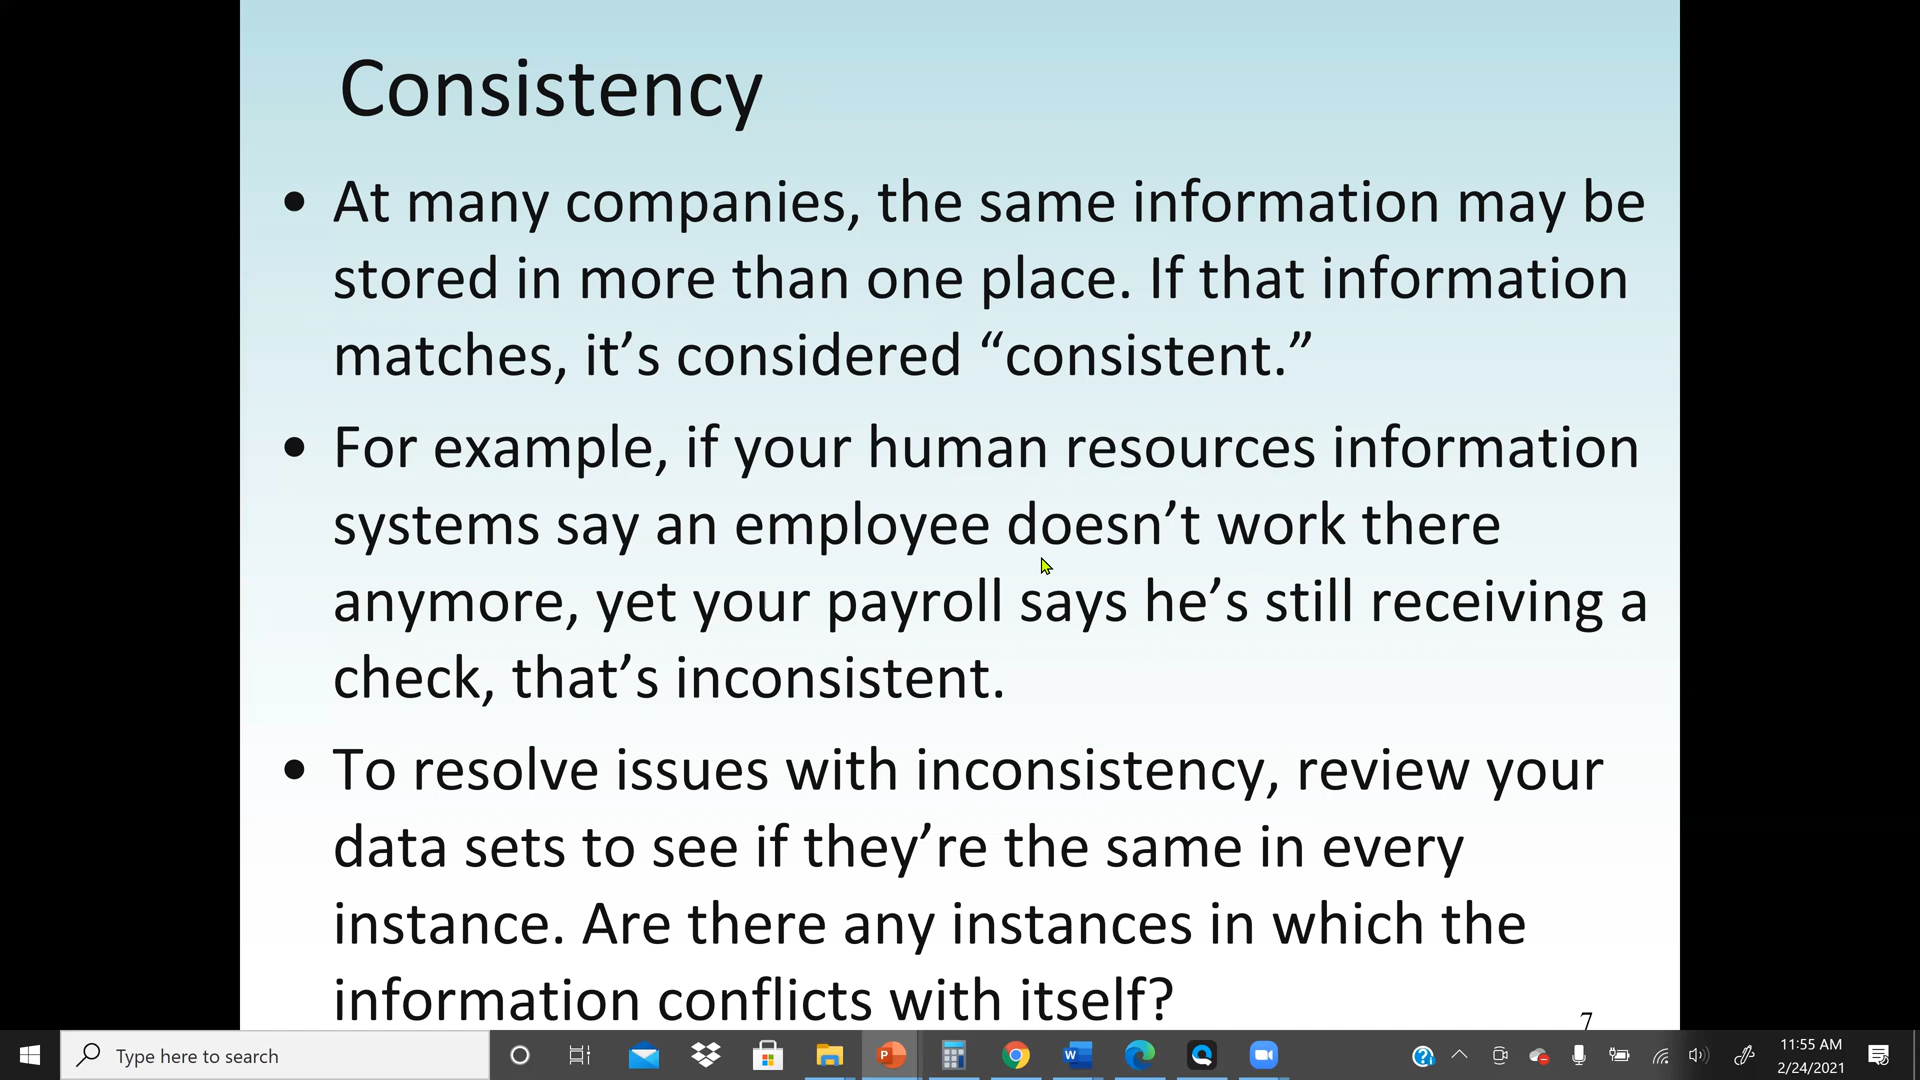 Consistency
• At many companies, the same information may be
stored in more than one place. If that information
matches, it’s considered “consistent.”
• For example, if your human resources information
systems say an employee doesn’t work there
anymore, yet your payroll says he’s still receiving a
check, that’s inconsistent.
• To resolve issues with inconsistency, review your
data sets to see if they’re the same in every
instance. Are there any instances in which the
information conflicts with itself?
7
Type here to search
11:55 AM
2/24/2021